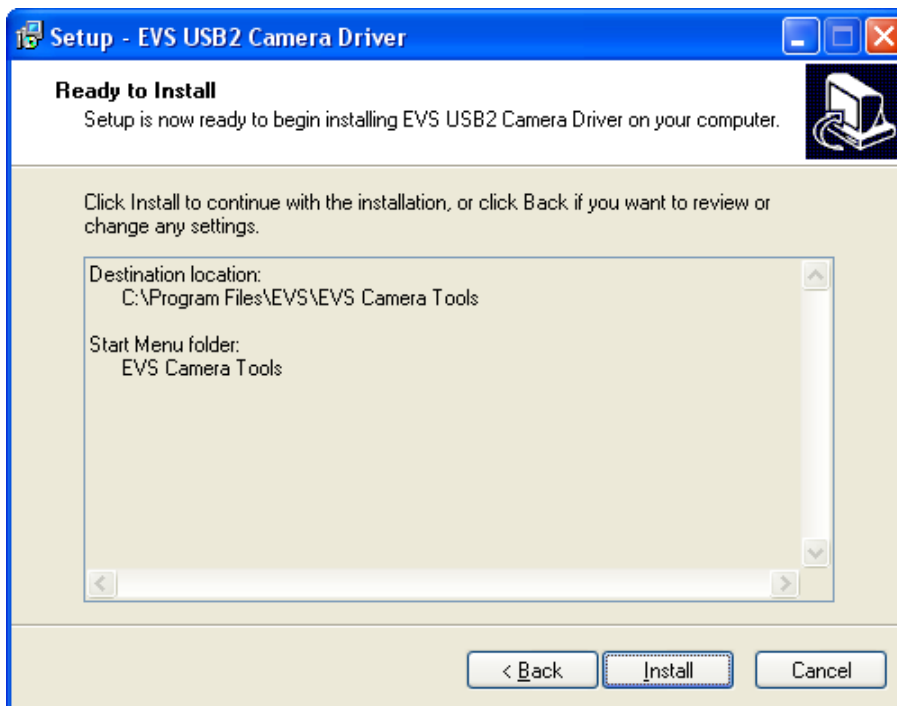 Setup - EVS USB2 Camera Driver
Ready to Install
Setup is now ready to begin installing EVS USB2 Camera Driver on your computer.
Click Install to continue with the installation, or click Back if you want to review or
change any settings.
Destination location:
C:\Program Files\EVS\EVS Camera Tools
Start Menu folder:
EVS Camera Tools
< Back
Install
Cancel